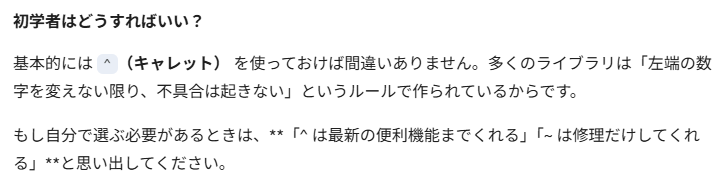 初学者はどうすればいい？
基本的には ^ （キャレット） を使っておけば間違いありません。多くのライブラリは「左端の数
字を変えない限り、不具合は起きない」というルールで作られているからです。
もし自分で選ぶ必要があるときは、**「^ は最新の便利機能までくれる」「~ は修理だけしてくれ
る」**と思い出してください。